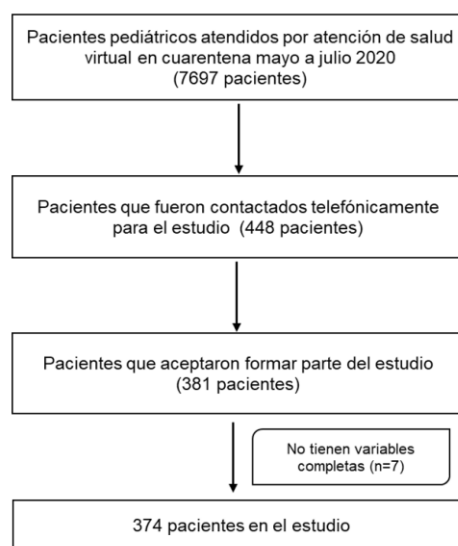 Pacientes pediátricos atendidos por atención de salud
virtual en cuarentena mayo a julio 2020
(7697 pacientes)
Pacientes que fueron contactados telefónicamente
para el estudio (448 pacientes)
Pacientes que aceptaron formar parte del estudio
(381 pacientes)
No tienen variables
completas (n=7)
374 pacientes en el estudio